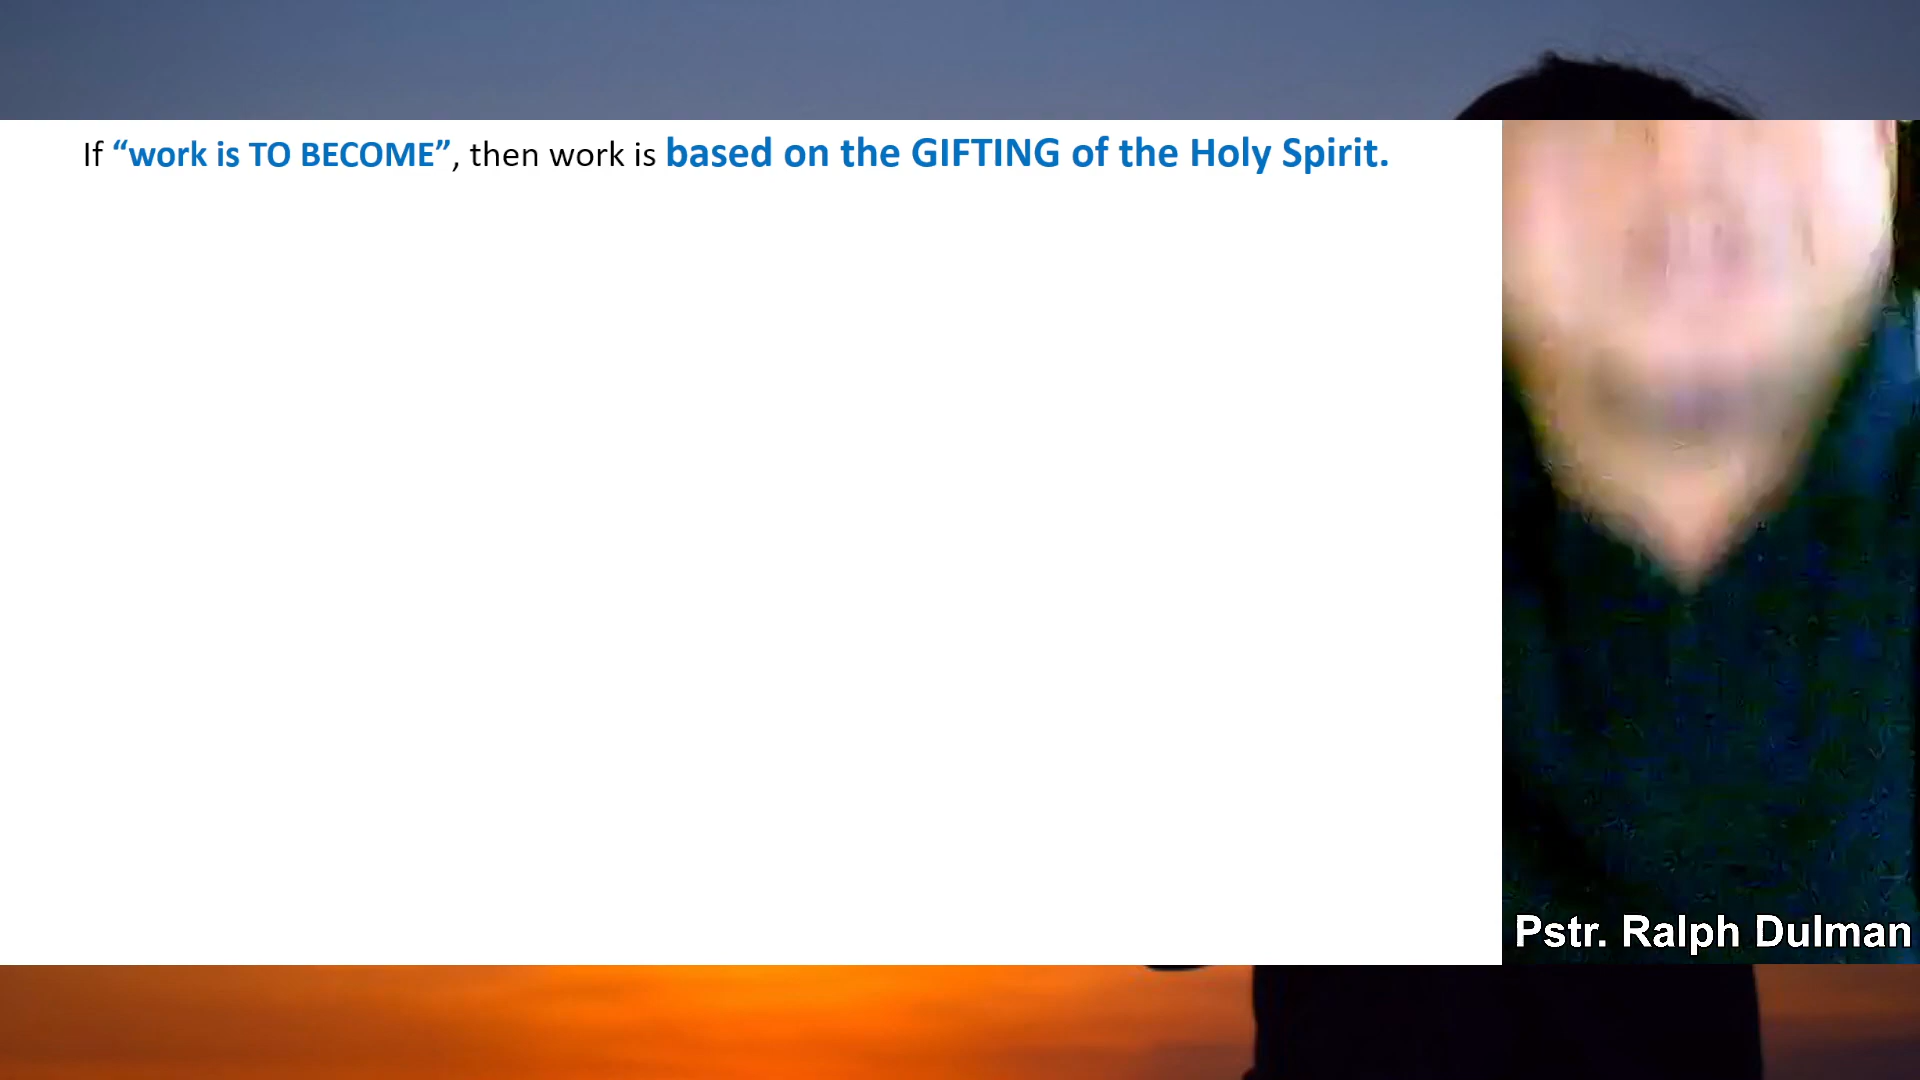 If “work is TO BECOME”, then work is based on the GIFTING of the Holy Spirit.
Pstr. Ralph Dulman